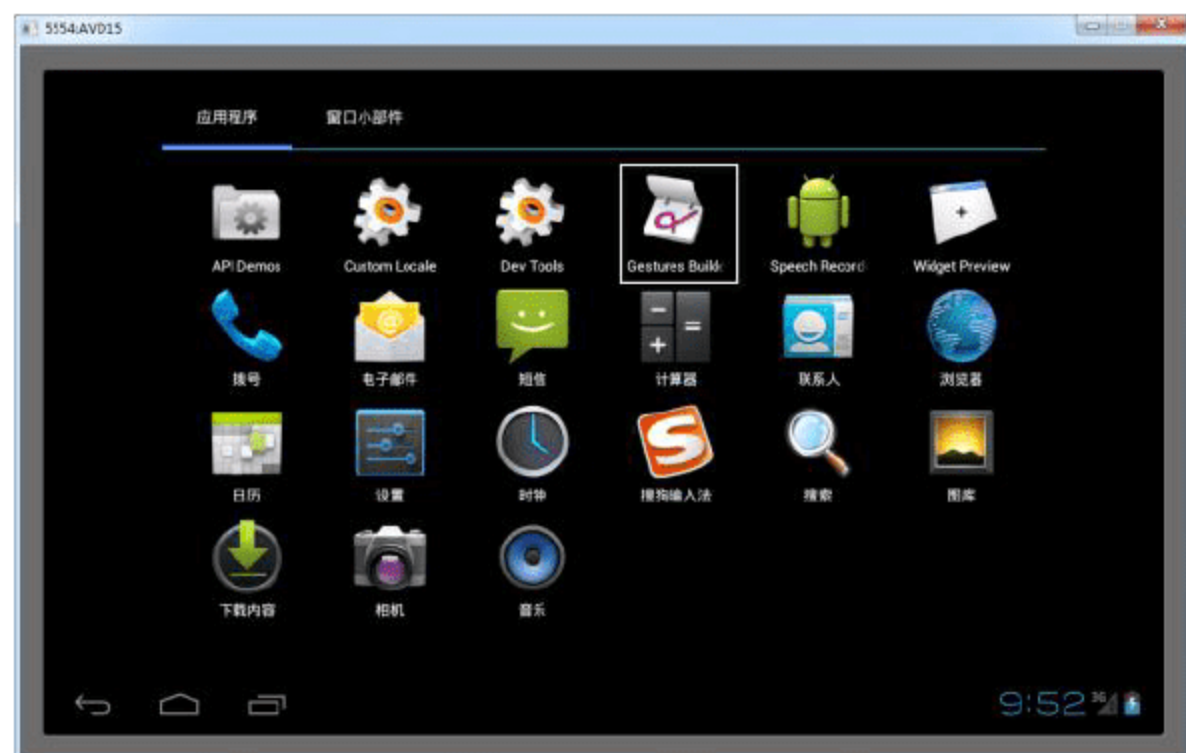 5554:AVD15
应用程序 窗口小部件
API Demos Custom Locale Dev Tools Gestures Builde Speech Record Widget Preview
拨号 电子邮件 短信 计算器 联系人 浏览器
日历 设置 时钟 搜狗输入法 搜索 图库
下载内容 相机 音乐
9:52 3G